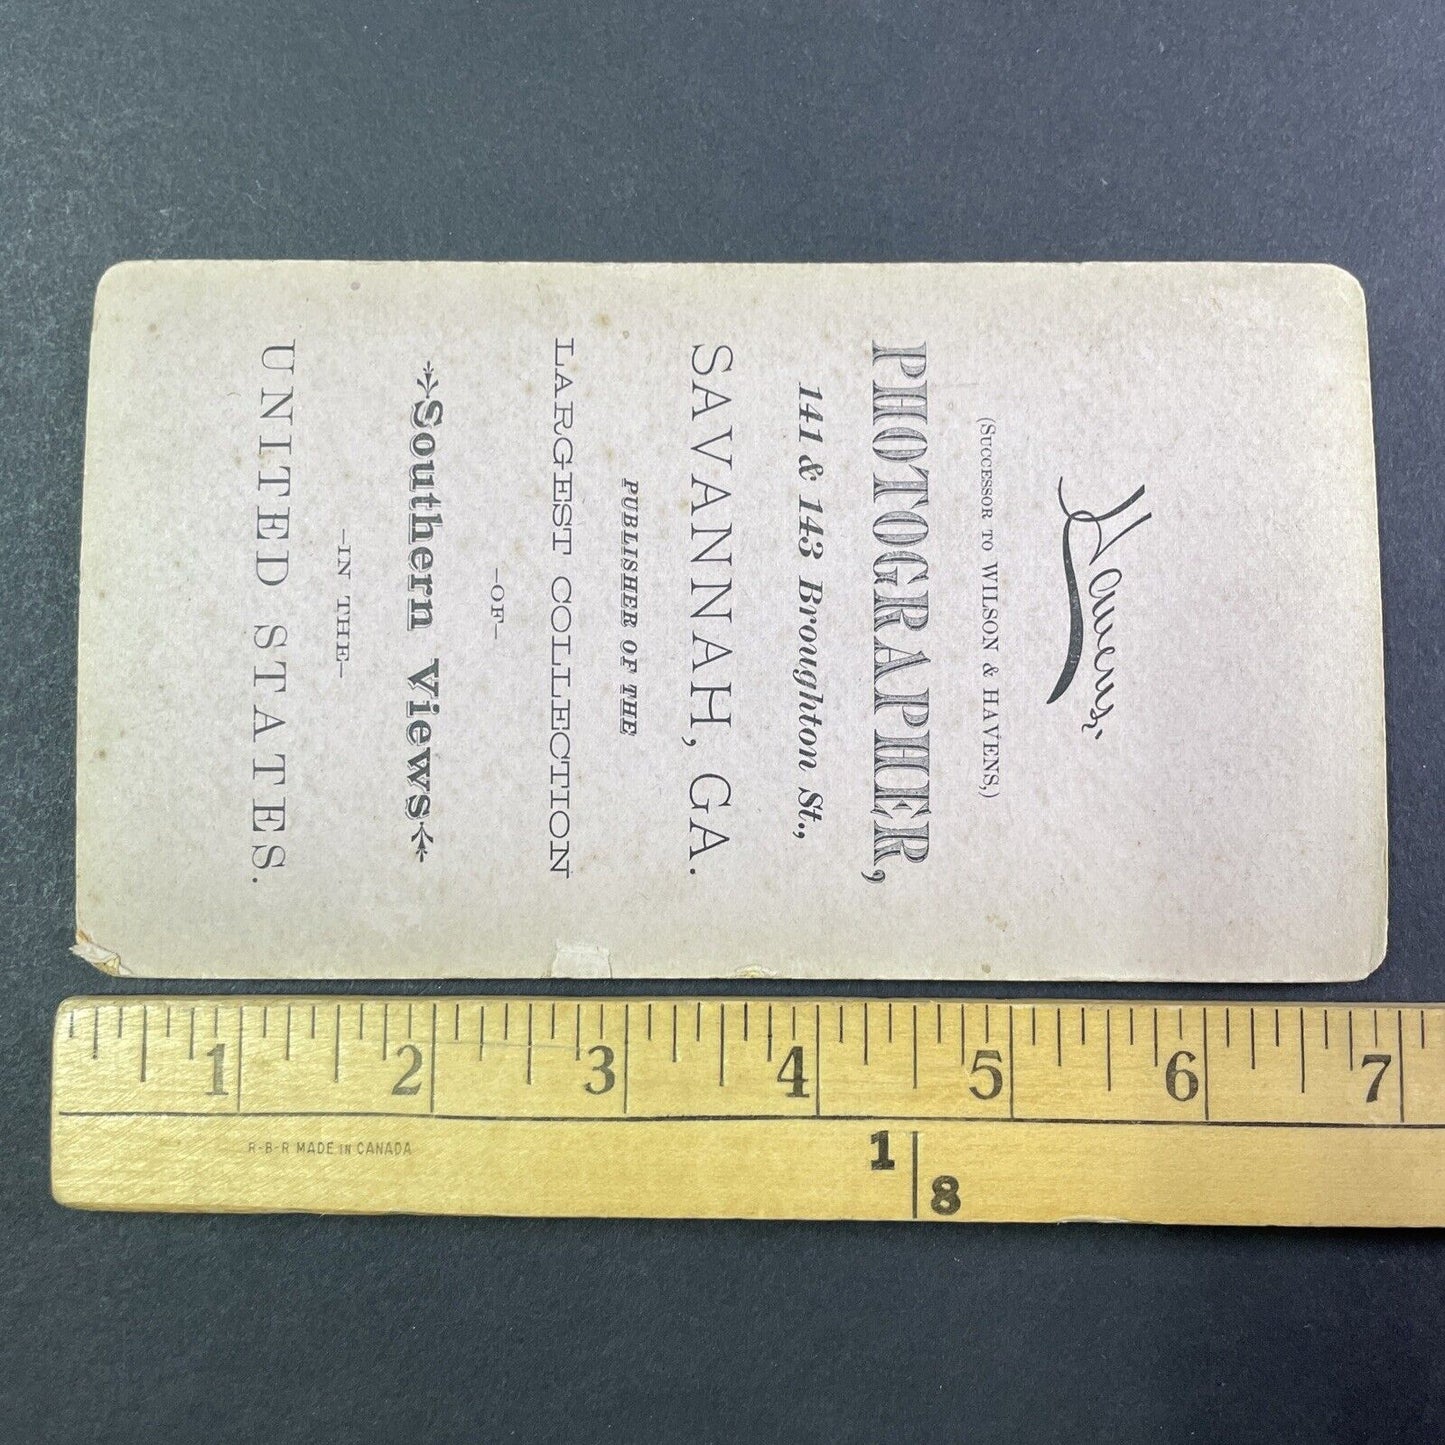 Havens,
(SUCCESSOR TO WILSON & HAVENS,)
PHOTOGRAPHER,
141 & 143 Broughton St.,
SAVANNAH, GA.
PUBLISHER OF THE
LARGEST COLLECTION
-OF-
Southern Views
-IN THE-
UNITED STATES.
1 2 3 4 5 6 7
R-B-R MADE IN CANADA
1 8